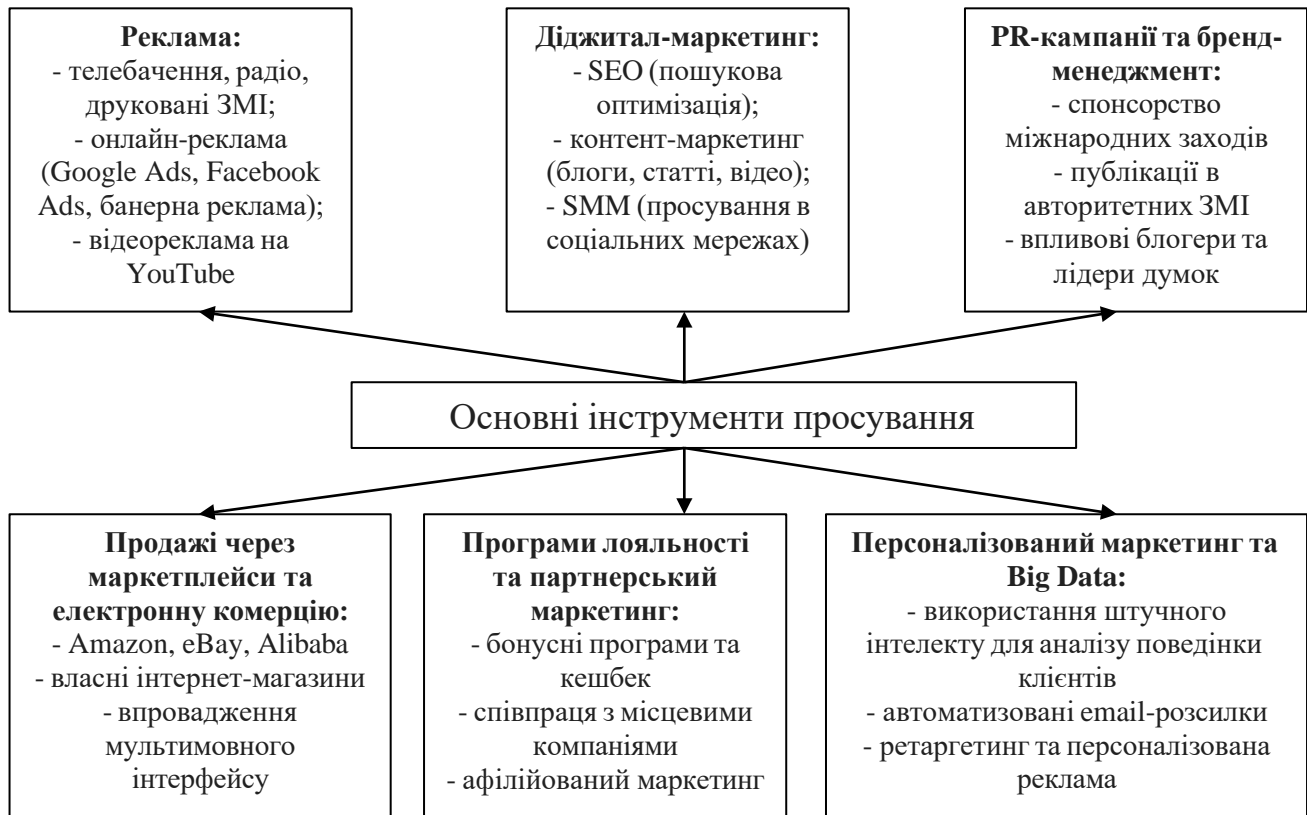 Реклама:
- телебачення, радіо,
друковані ЗМІ;
- онлайн-реклама
(Google Ads, Facebook
Ads, банерна реклама);
- відеореклама на
YouTube
Діджитал-маркетинг:
- SEO (пошукова
оптимізація);
- контент-маркетинг
(блоги, статті, відео);
- SMM (просування в
соціальних мережах)
PR-кампанії та бренд-
менеджмент:
- спонсорство
міжнародних заходів
- публікації в
авторитетних ЗМІ
- впливові блогери та
лідери думок
Основні інструменти просування
Продажі через
маркетплейси та
електронну комерцію:
- Amazon, eBay, Alibaba
- власні інтернет-магазини
- впровадження
мультимовного
інтерфейсу
Програми лояльності
та партнерський
маркетинг:
- бонусні програми та
кешбек
- співпраця з місцевими
компаніями
- афілійований маркетинг
Персоналізований маркетинг та
Big Data:
- використання штучного
інтелекту для аналізу поведінки
клієнтів
- автоматизовані email-розсилки
- ретаргетинг та персоналізована
реклама